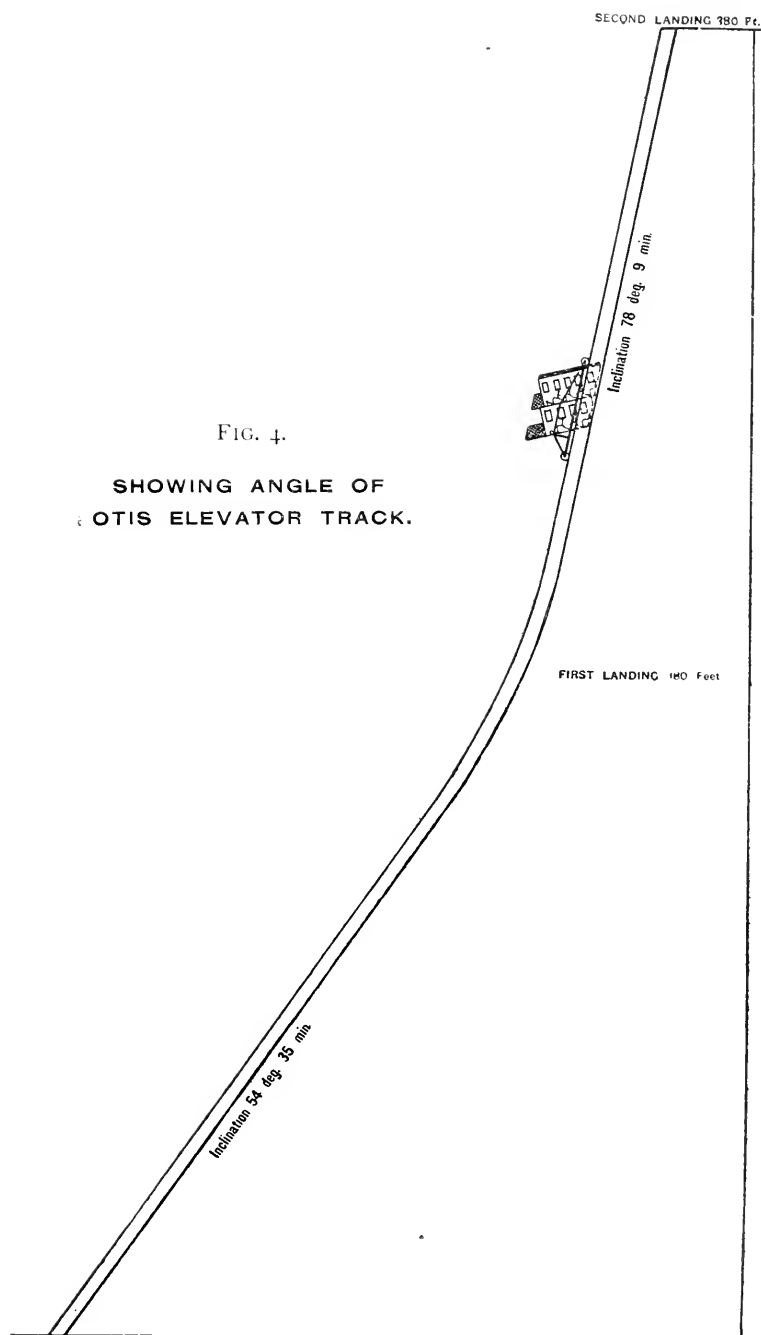 SECOND LANDING 380 Ft.
Inclination 78 deg. 9 min.
FIG. 4.
SHOWING ANGLE OF
OTIS ELEVATOR TRACK.
FIRST LANDING 180 Feet
Inclination 54 deg. 35 min.